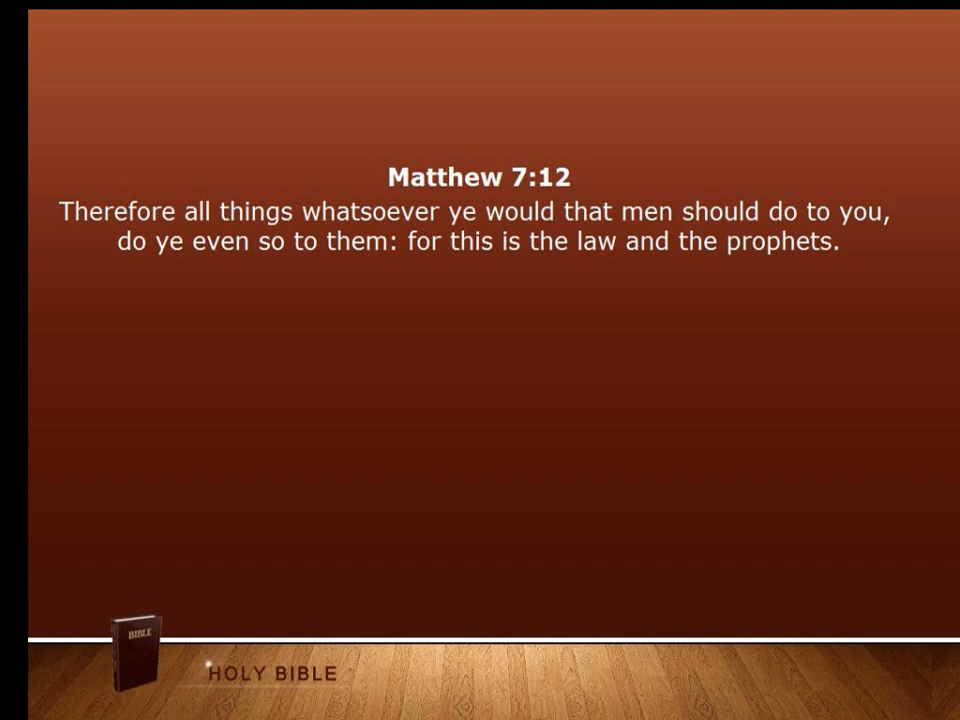 Matthew 7:12
Therefore all things whatsoever ye would that men should do to you,
do ye even so to them: for this is the law and the prophets.
BIBLE
HOLY BIBLE